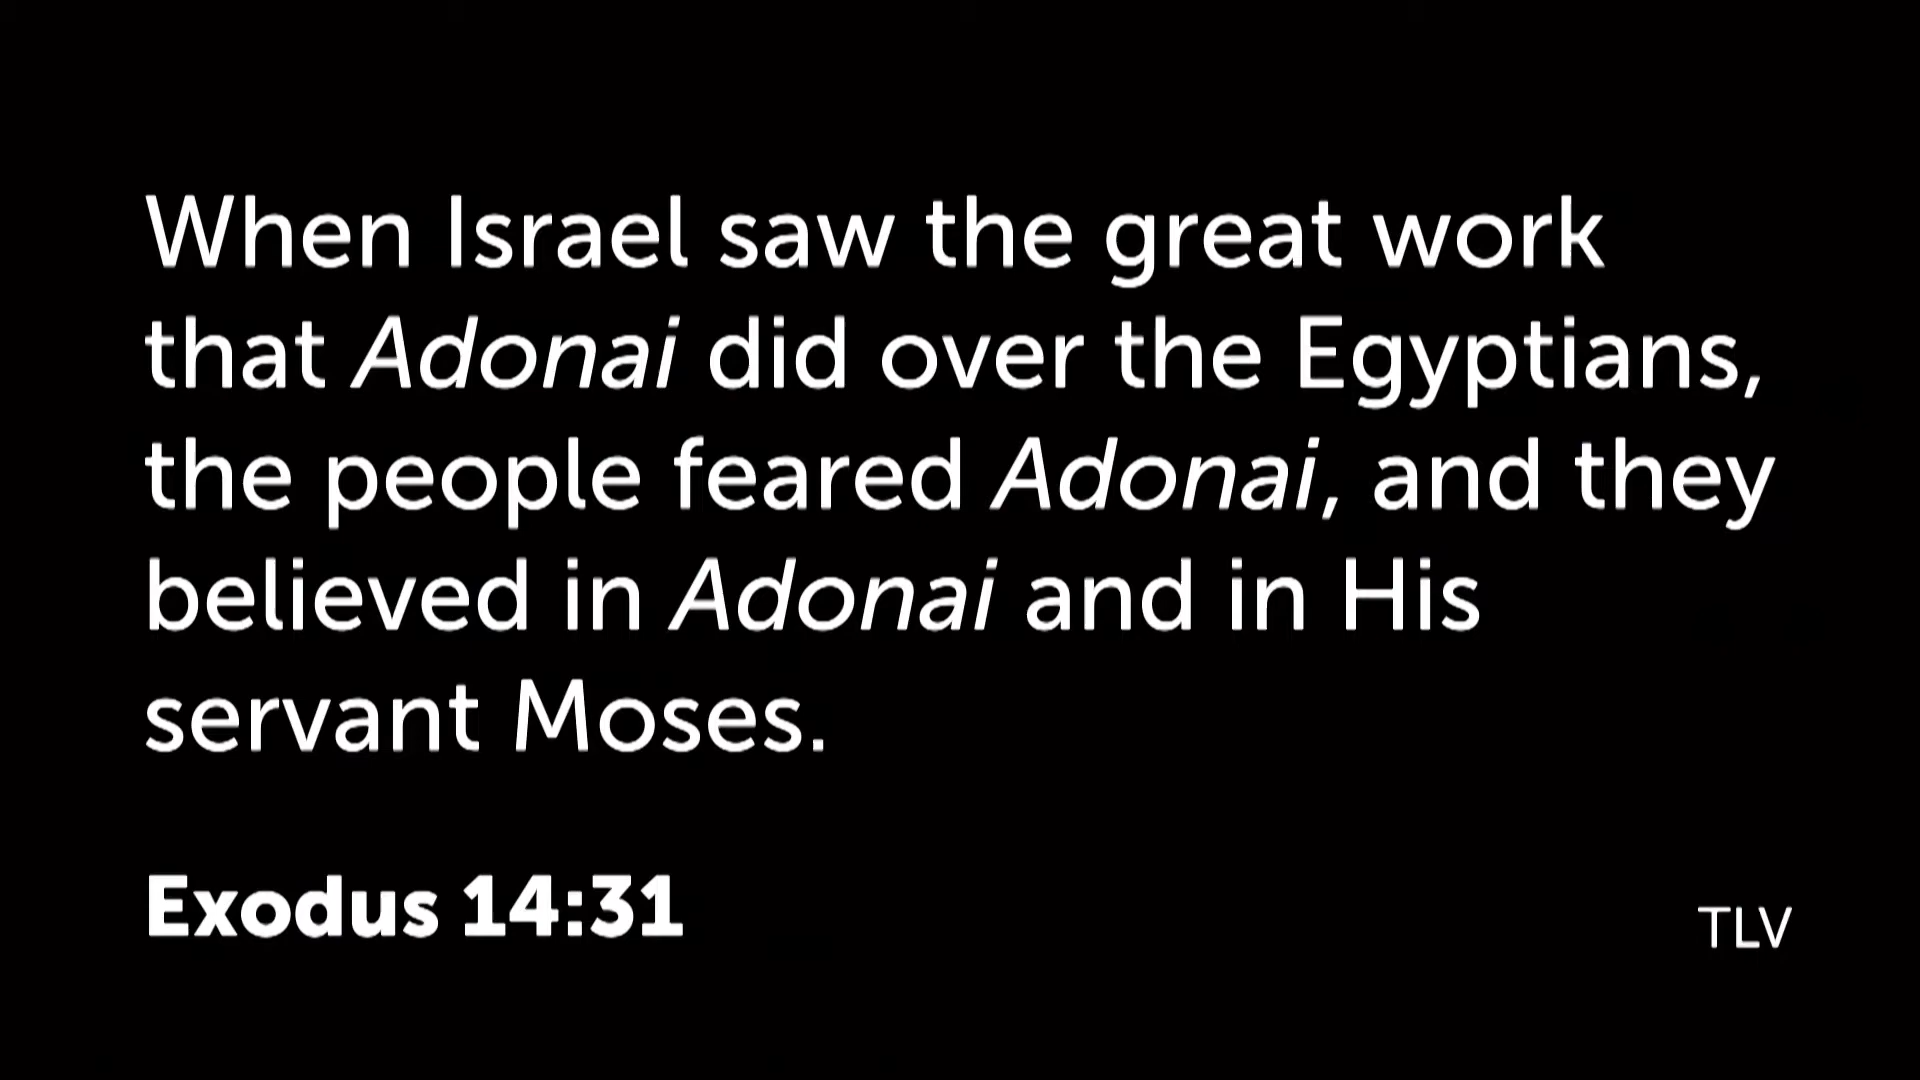 When Israel saw the great work
that Adonai did over the Egyptians,
the people feared Adonai, and they
believed in Adonai and in His
servant Moses.
Exodus 14:31
TLV